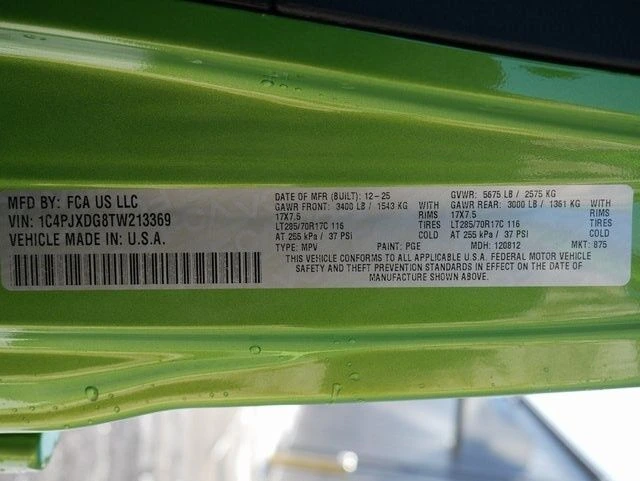 MFD BY: FCA US LLC
VIN: 1C4PJXDG8TW213369
VEHICLE MADE IN: U.S.A.
DATE OF MFR (BUILT): 12-25 GVWR: 5675 LB / 2575 KG
GAWR FRONT: 3400 LB / 1543 KG WITH GAWR REAR: 3000 LB / 1361 KG WITH
17X7.5 RIMS 17X7.5 RIMS
LT285/70R17C 116 TIRES LT285/70R17C 116 TIRES
AT 255 kPa / 37 PSI COLD AT 255 kPa / 37 PSI COLD
TYPE: MPV PAINT: PGE MDH: 120812 MKT: 875
THIS VEHICLE CONFORMS TO ALL APPLICABLE U.S.A. FEDERAL MOTOR VEHICLE
SAFETY AND THEFT PREVENTION STANDARDS IN EFFECT ON THE DATE OF
MANUFACTURE SHOWN ABOVE.